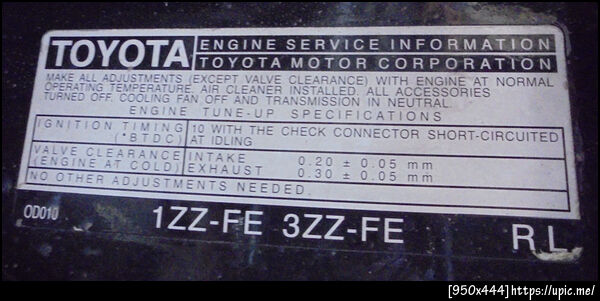 TOYOTA
ENGINE SERVICE INFORMATION
TOYOTA MOTOR CORPORATION
MAKE ALL ADJUSTMENTS (EXCEPT VALVE CLEARANCE) WITH ENGINE AT NORMAL
OPERATING TEMPERATURE. AIR CLEANER INSTALLED. ALL ACCESSORIES
TURNED OFF. COOLING FAN OFF AND TRANSMISSION IN NEUTRAL.
ENGINE TUNE-UP SPECIFICATIONS
IGNITION TIMING 10 WITH THE CHECK CONNECTOR SHORT-CIRCUITED
(°BTDC) AT IDLING
VALVE CLEARANCE INTAKE 0.20 ± 0.05 mm
(ENGINE AT COLD) EXHAUST 0.30 ± 0.05 mm
NO OTHER ADJUSTMENTS NEEDED.
OD010 1ZZ-FE 3ZZ-FE R L
[950x444]https://upic.me/